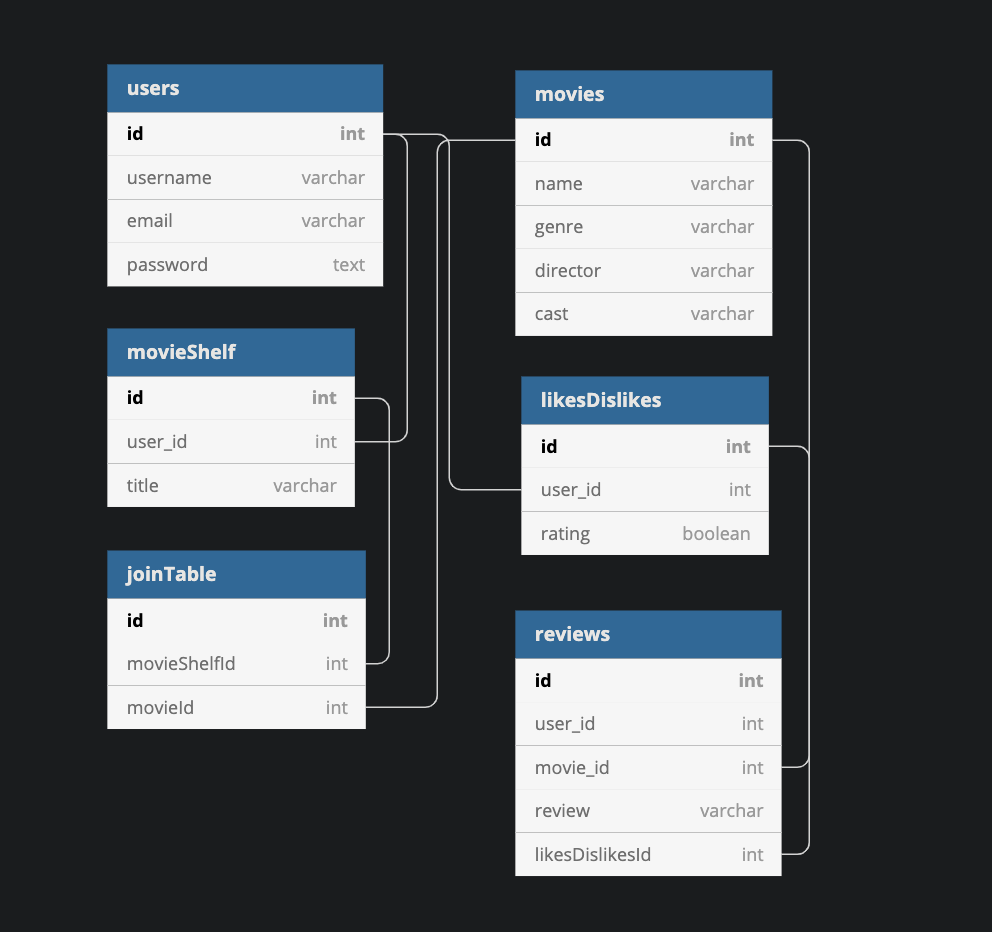 users
id int
username varchar
email varchar
password text
movieShelf
id int
user_id int
title varchar
joinTable
id int
movieShelfId int
movieId int
movies
id int
name varchar
genre varchar
director varchar
cast varchar
likesDislikes
id int
user_id int
rating boolean
reviews
id int
user_id int
movie_id int
review varchar
likesDislikesId int